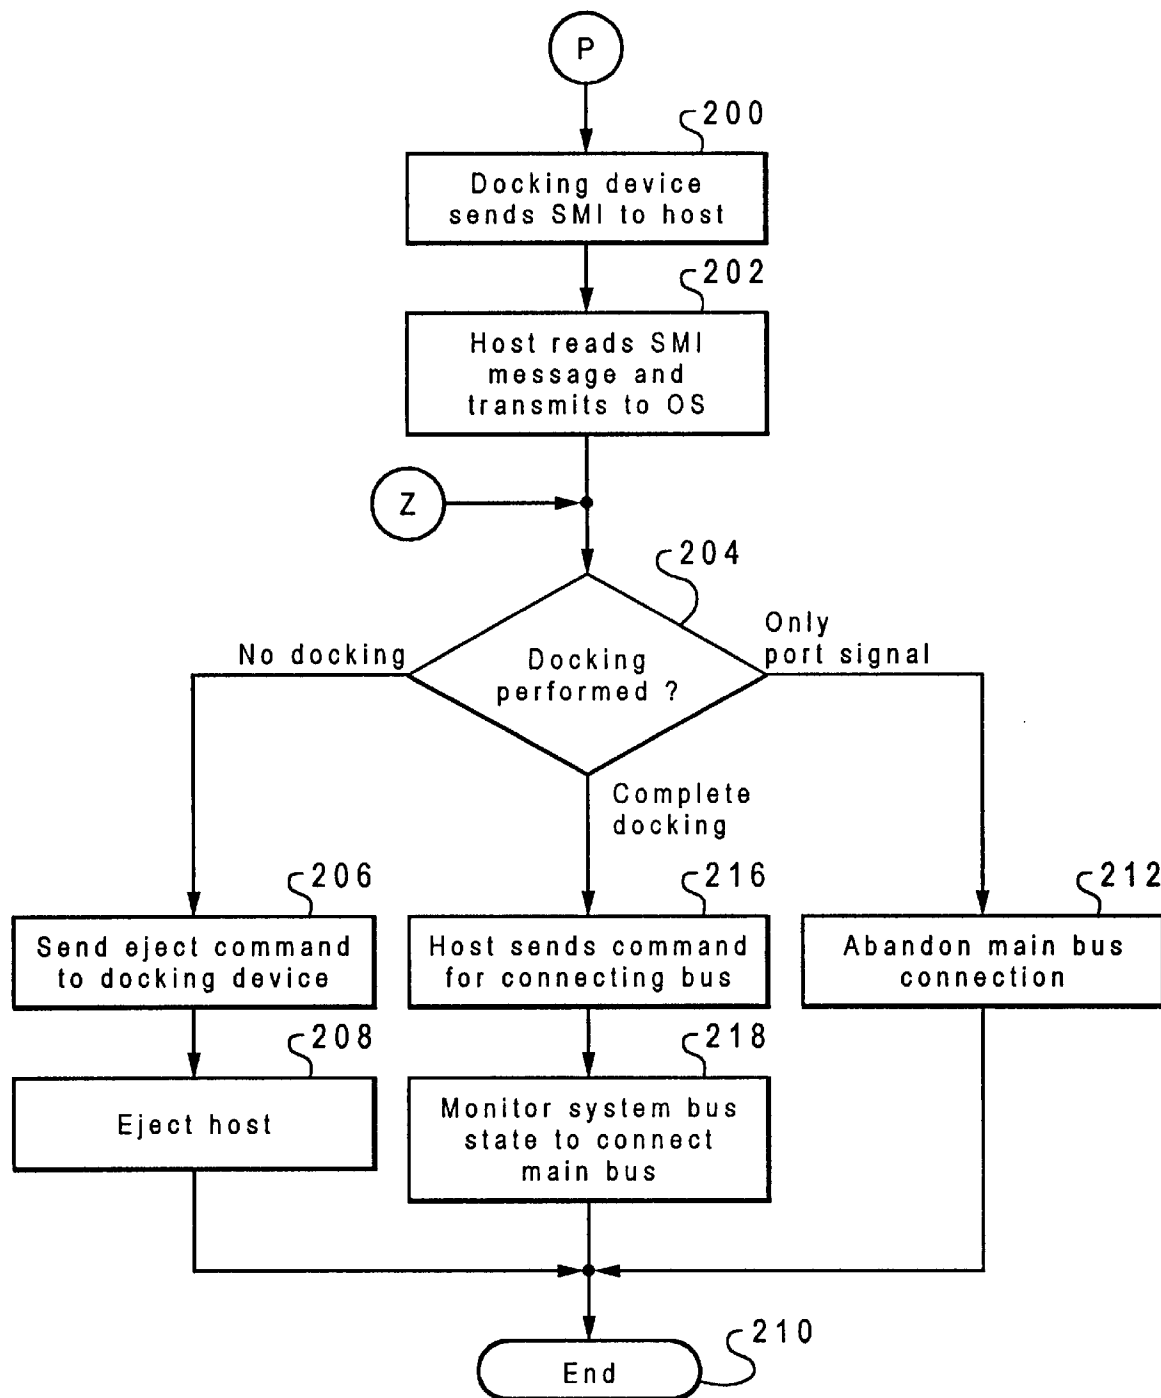 P
200
Docking device
sends SMI to host
202
Host reads SMI
message and
transmits to OS
Z
204
No docking
Docking
performed ?
Only
port signal
Complete
docking
206
Send eject command
to docking device
216
Host sends command
for connecting bus
212
Abandon main bus
connection
208
Eject host
218
Monitor system bus
state to connect
main bus
210
End